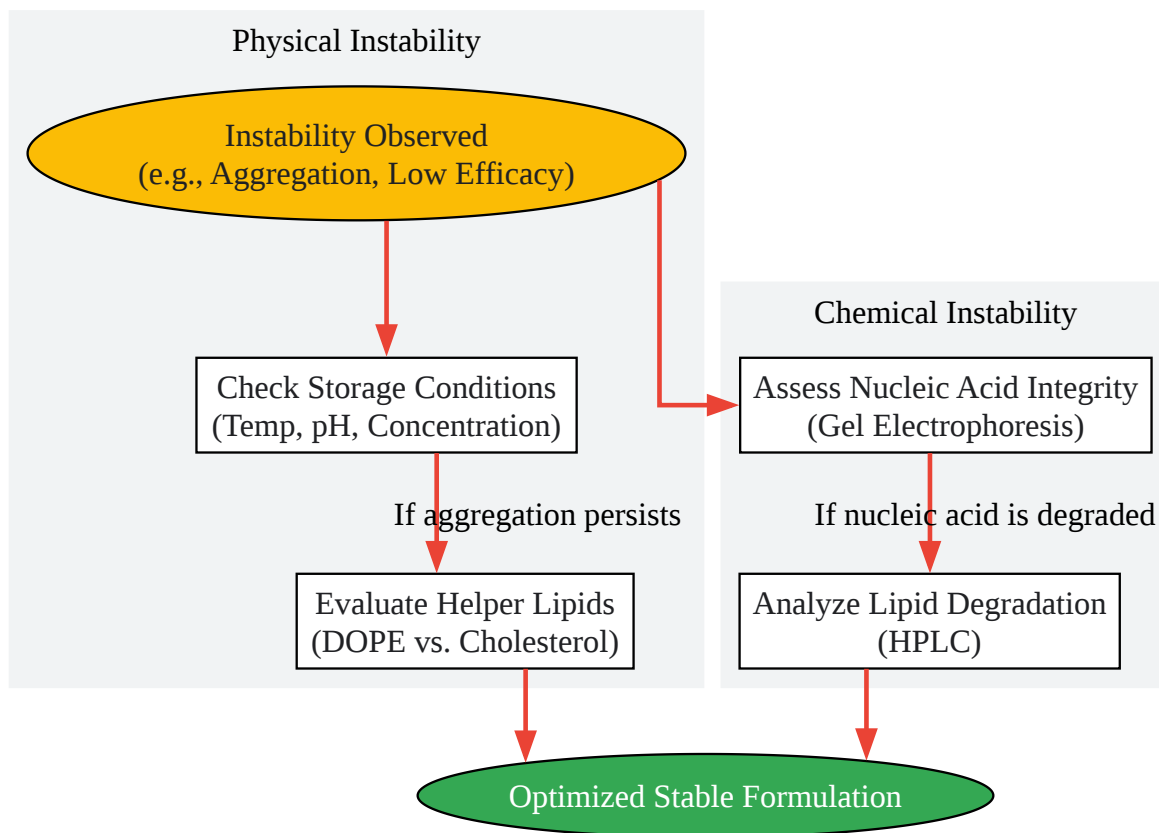 Physical Instability
Instability Observed
(e.g., Aggregation, Low Efficacy)
Check Storage Conditions
(Temp, pH, Concentration)
If aggregation persists
Evaluate Helper Lipids
(DOPE vs. Cholesterol)
Chemical Instability
Assess Nucleic Acid Integrity
(Gel Electrophoresis)
If nucleic acid is degraded
Analyze Lipid Degradation
(HPLC)
Optimized Stable Formulation